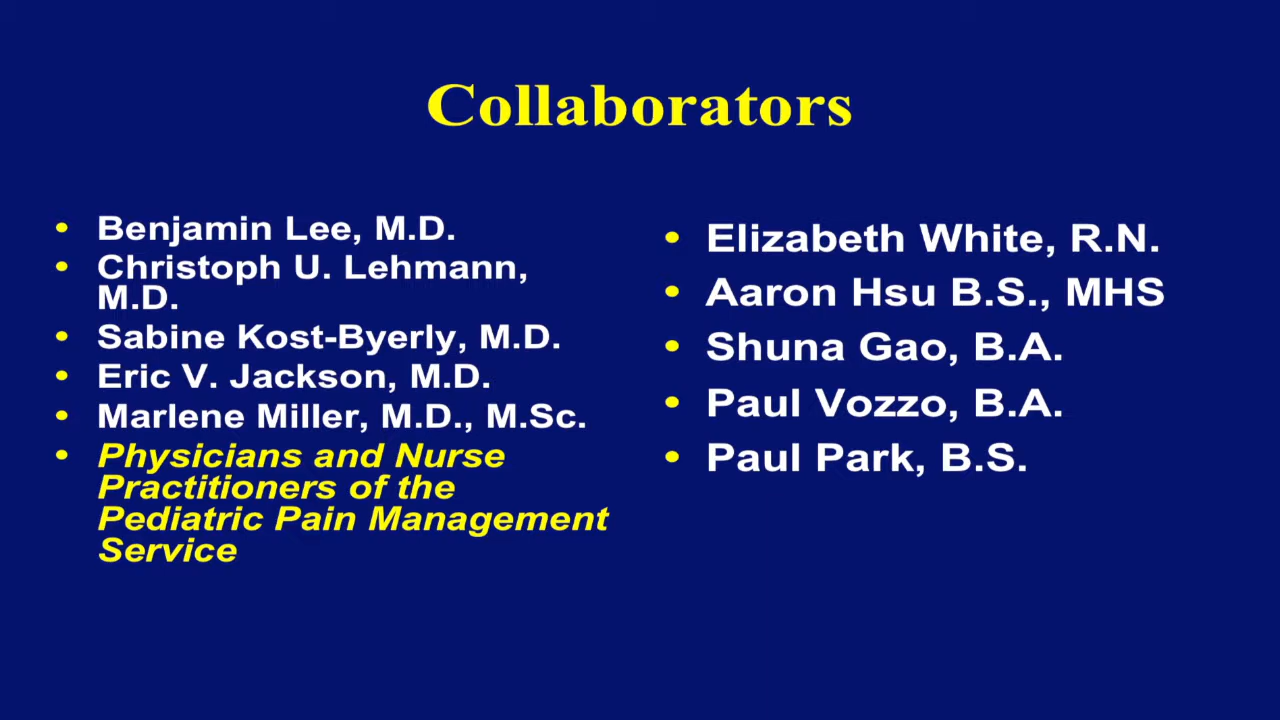 Collaborators
• Benjamin Lee, M.D.
• Christoph U. Lehmann,
M.D.
• Sabine Kost-Byerly, M.D.
• Eric V. Jackson, M.D.
• Marlene Miller, M.D., M.Sc.
• Physicians and Nurse
Practitioners of the
Pediatric Pain Management
Service
• Elizabeth White, R.N.
• Aaron Hsu B.S., MHS
• Shuna Gao, B.A.
• Paul Vozzo, B.A.
• Paul Park, B.S.